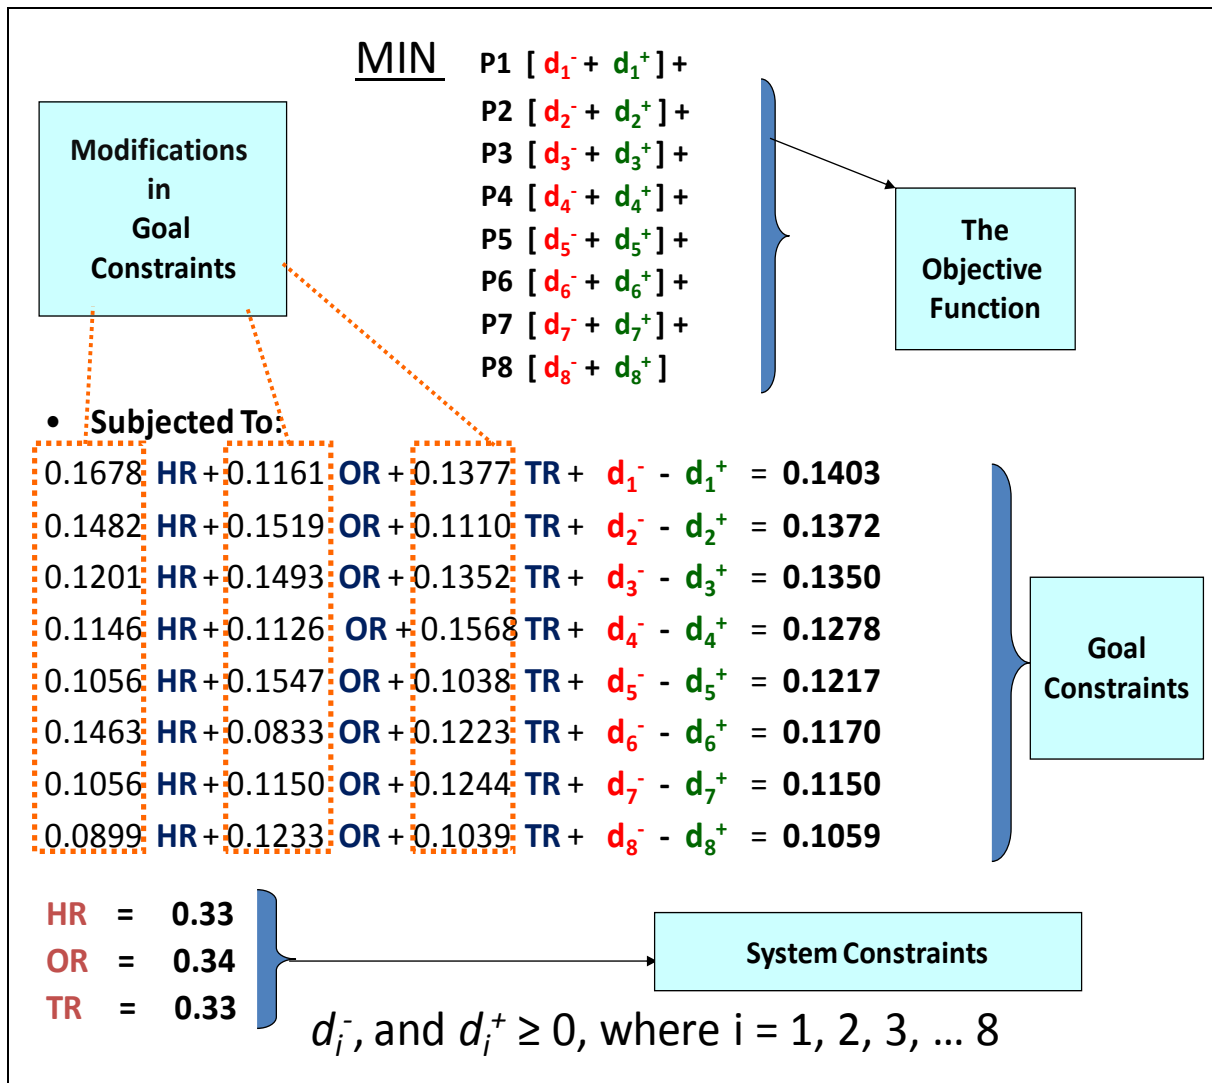 MIN P1 [ d₁⁻ + d₁⁺ ] +
P2 [ d₂⁻ + d₂⁺ ] +
P3 [ d₃⁻ + d₃⁺ ] +
P4 [ d₄⁻ + d₄⁺ ] +
P5 [ d₅⁻ + d₅⁺ ] +
P6 [ d₆⁻ + d₆⁺ ] +
P7 [ d₇⁻ + d₇⁺ ] +
P8 [ d₈⁻ + d₈⁺ ]
Modifications
in
Goal
Constraints
The
Objective
Function
• Subjected To:
0.1678 HR + 0.1161 OR + 0.1377 TR + d₁⁻ - d₁⁺ = 0.1403
0.1482 HR + 0.1519 OR + 0.1110 TR + d₂⁻ - d₂⁺ = 0.1372
0.1201 HR + 0.1493 OR + 0.1352 TR + d₃⁻ - d₃⁺ = 0.1350
0.1146 HR + 0.1126 OR + 0.1568 TR + d₄⁻ - d₄⁺ = 0.1278
0.1056 HR + 0.1547 OR + 0.1038 TR + d₅⁻ - d₅⁺ = 0.1217
0.1463 HR + 0.0833 OR + 0.1223 TR + d₆⁻ - d₆⁺ = 0.1170
0.1056 HR + 0.1150 OR + 0.1244 TR + d₇⁻ - d₇⁺ = 0.1150
0.0899 HR + 0.1233 OR + 0.1039 TR + d₈⁻ - d₈⁺ = 0.1059
Goal
Constraints
HR = 0.33
OR = 0.34
TR = 0.33
System Constraints
dᵢ⁻, and dᵢ⁺ ≥ 0, where i = 1, 2, 3, ... 8